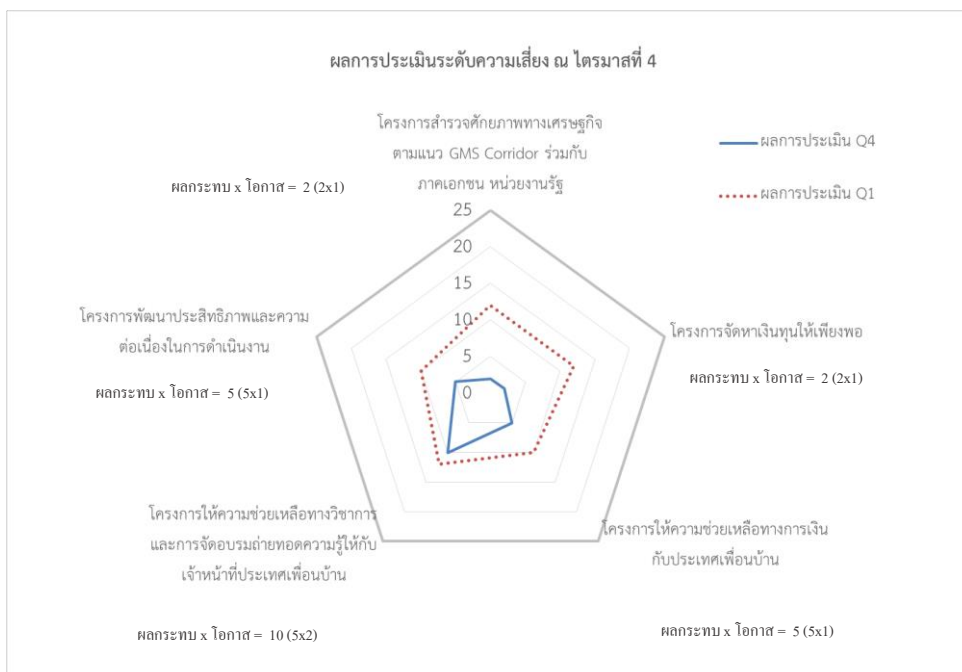 ผลการประเมินระดับความเสี่ยง ณ ไตรมาสที่ 4
โครงการสำรวจศักยภาพทางเศรษฐกิจ
ตามแนว GMS Corridor ร่วมกับ
ภาคเอกชน หน่วยงานรัฐ
ผลการประเมิน Q4
ผลการประเมิน Q1
ผลกระทบ x โอกาส = 2 (2x1)
25
20
15
10
5
0
โครงการพัฒนาประสิทธิภาพและความ
ต่อเนื่องในการดำเนินงาน
ผลกระทบ x โอกาส = 5 (5x1)
โครงการจัดหาเงินทุนให้เพียงพอ
ผลกระทบ x โอกาส = 2 (2x1)
โครงการให้ความช่วยเหลือทางวิชาการ
และการจัดอบรมถ่ายทอดความรู้ให้กับ
เจ้าหน้าที่ประเทศเพื่อนบ้าน
ผลกระทบ x โอกาส = 10 (5x2)
โครงการให้ความช่วยเหลือทางการเงิน
กับประเทศเพื่อนบ้าน
ผลกระทบ x โอกาส = 5 (5x1)